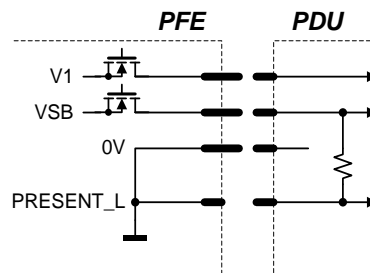 PFE PDU
V1
VSB
0V
PRESENT_L